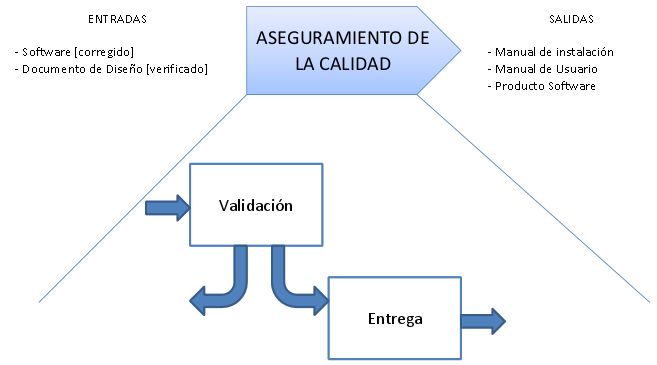 ENTRADAS
- Software [corregido]
- Documento de Diseño [verificado]
ASEGURAMIENTO DE
LA CALIDAD
SALIDAS
- Manual de instalación
- Manual de Usuario
- Producto Software
Validación
Entrega